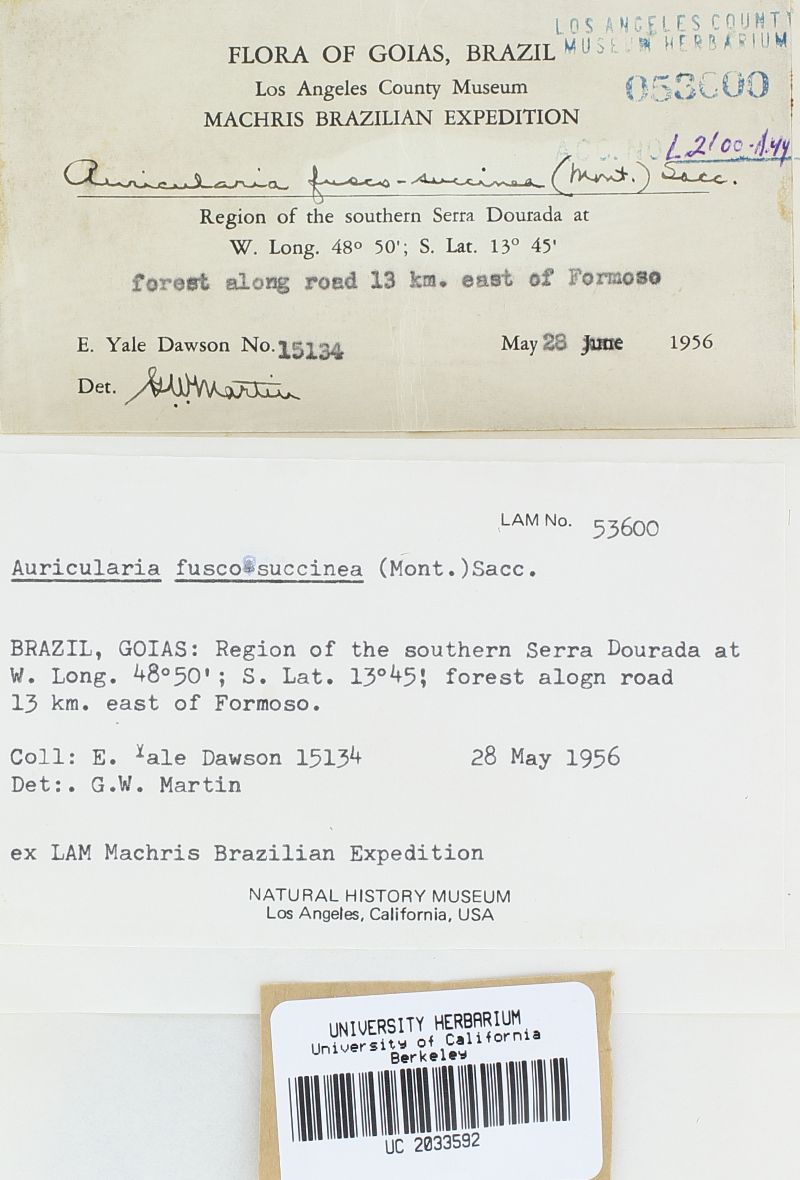 LOS ANGELES COUNTY
MUSEUM HERBARIUM
FLORA OF GOIAS, BRAZIL
Los Angeles County Museum
053600
MACHRIS BRAZILIAN EXPEDITION
ACC. NO. L 2100-A.44
Auricularia fusco-succinea (Mont.) Sacc.
Region of the southern Serra Dourada at
W. Long. 48° 50'; S. Lat. 13° 45'
forest along road 13 km. east of Formoso
E. Yale Dawson No. 15134 May 28 June 1956
Det. G.W. Martin
LAM No. 53600
Auricularia fusco-succinea (Mont.)Sacc.
BRAZIL, GOIAS: Region of the southern Serra Dourada at
W. Long. 48°50'; S. Lat. 13°45' forest alogn road
13 km. east of Formoso.
Coll: E. Yale Dawson 15134 28 May 1956
Det:. G.W. Martin
ex LAM Machris Brazilian Expedition
NATURAL HISTORY MUSEUM
Los Angeles, California, USA
UNIVERSITY HERBARIUM
University of California
Berkeley
UC 2033592